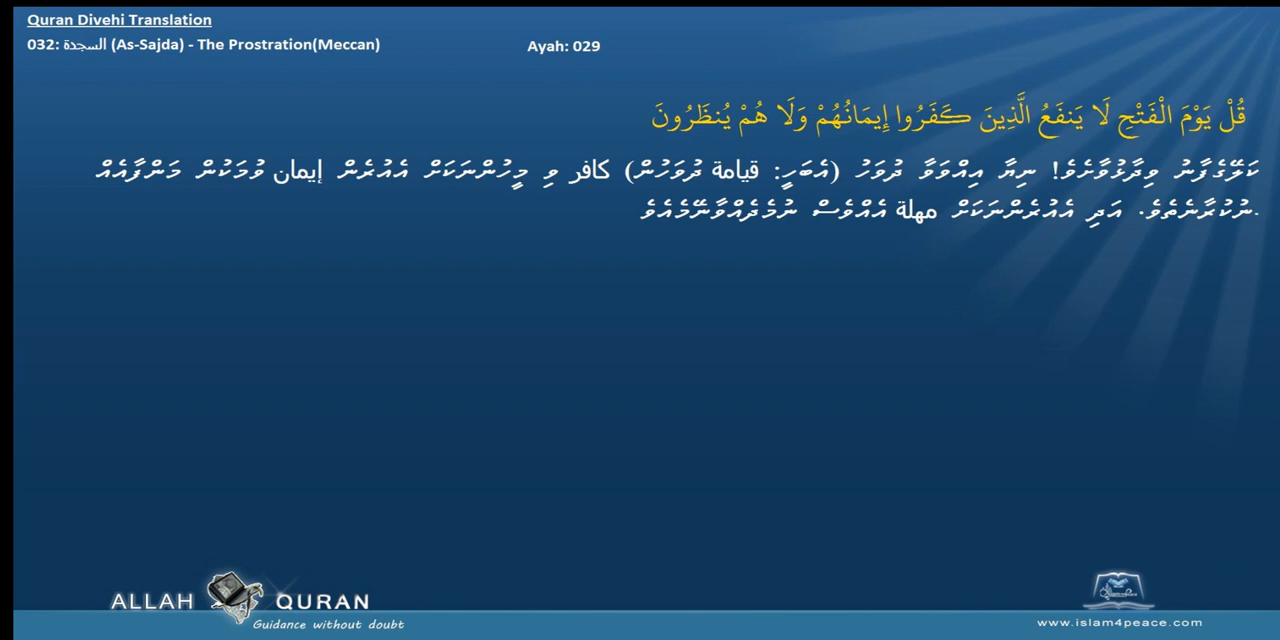 Quran Divehi Translation
032: السجدة (As-Sajda) - The Prostration(Meccan) Ayah: 029
قُلْ يَوْمَ الْفَتْحِ لَا يَنفَعُ الَّذِينَ كَفَرُوا إِيمَانُهُمْ وَلَا هُمْ يُنظَرُونَ
ކަލޭގެފާނު ވިދާޅުވާށެވެ! ނިޔާ އިއްވަވާ ދުވަހު (އެބަހީ: قيامة ދުވަހުން) كافر ވި މީހުންނަކަށް އެއުރެން إيمان ވުމަކުން މަންފާއެއް
ނުކުރާނެތެވެ. އަދި އެއުރެންނަކަށް مهلة އެއްވެސް ނުމެދެއްވާނޭމެއެވެ.
ALLAH QURAN
Guidance without doubt
www.islam4peace.com